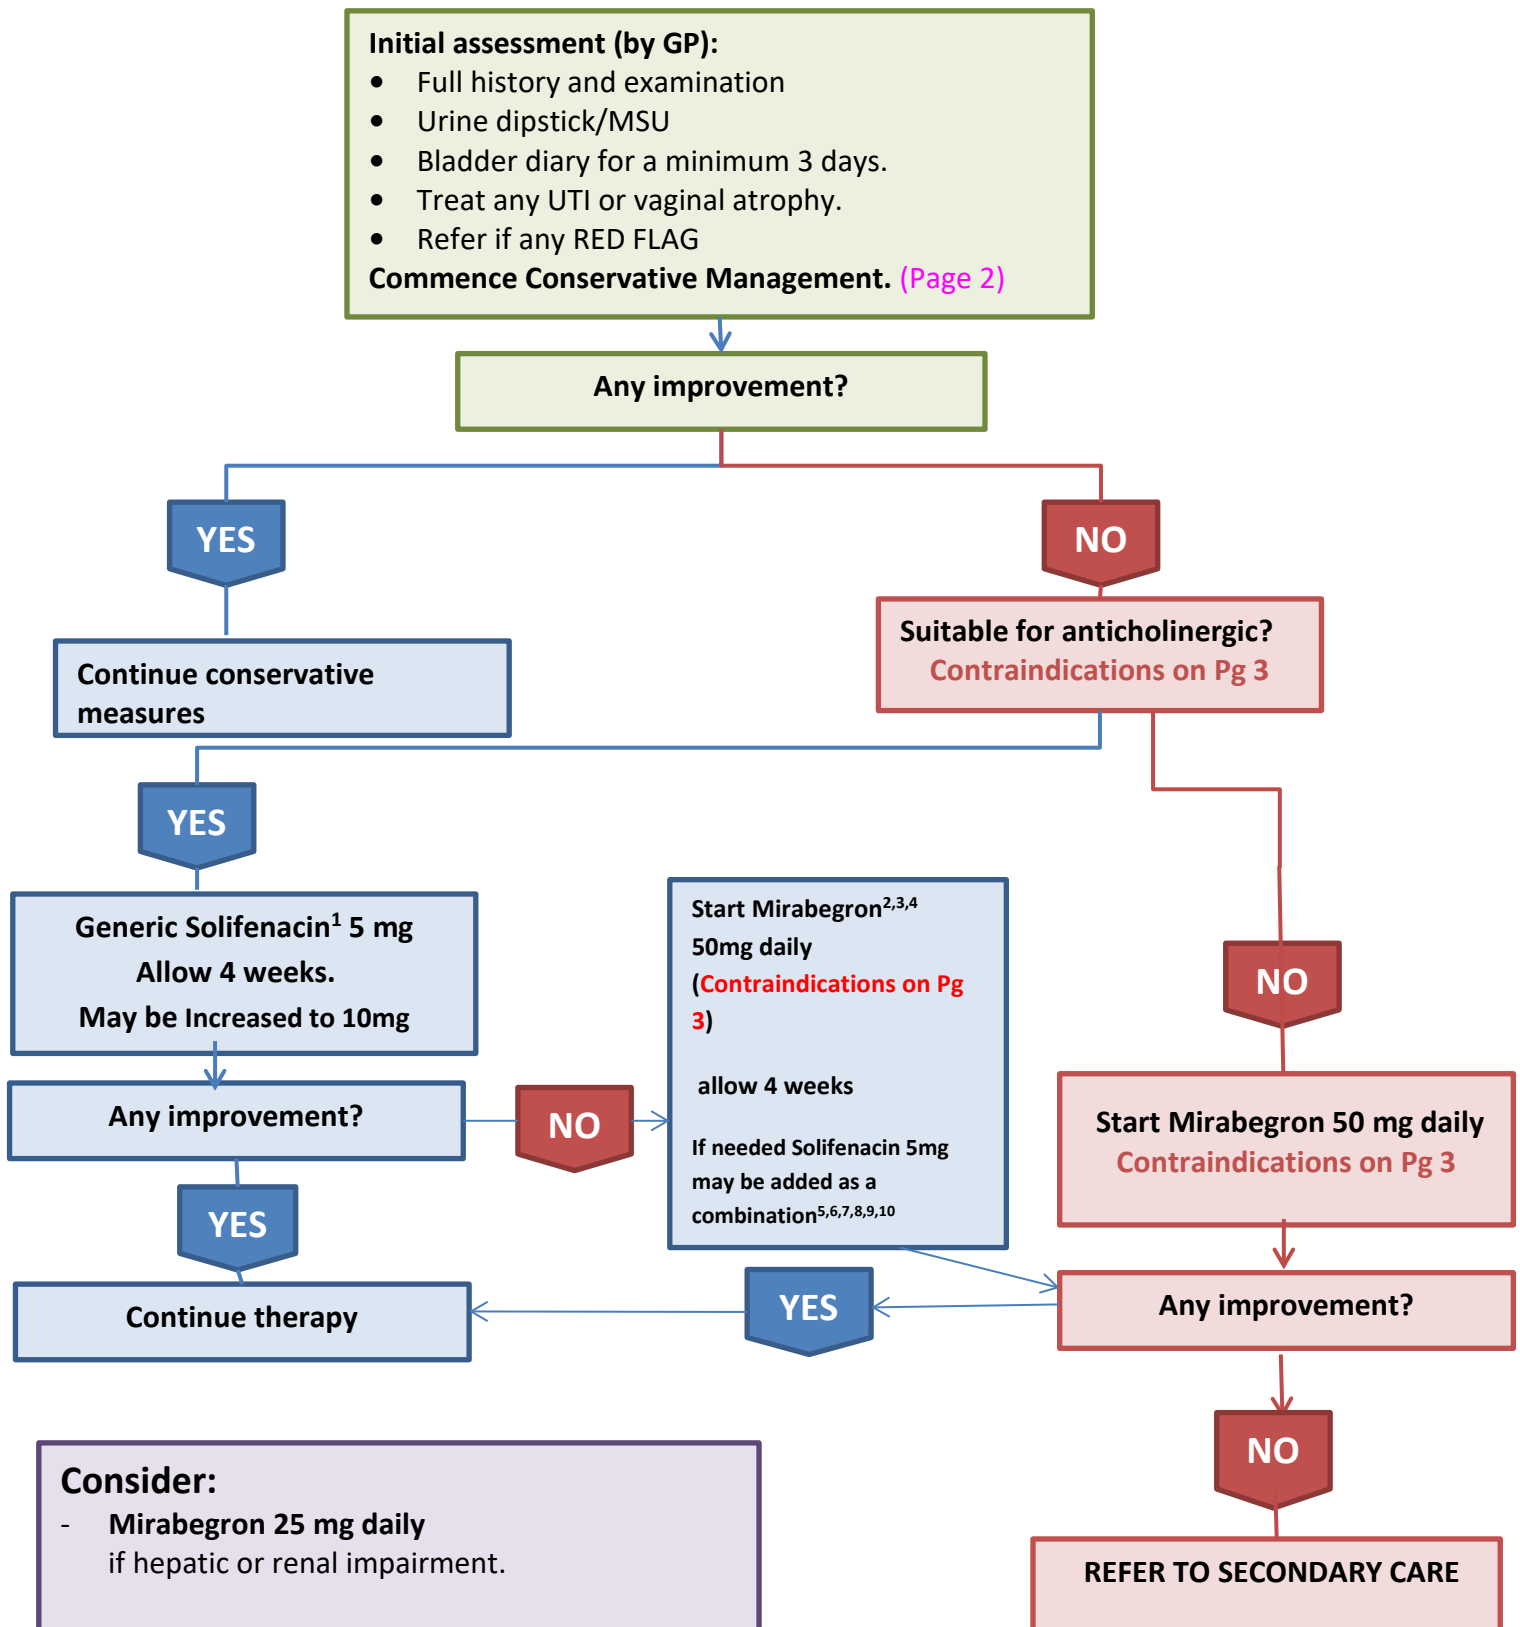 Initial assessment (by GP):
• Full history and examination
• Urine dipstick/MSU
• Bladder diary for a minimum 3 days.
• Treat any UTI or vaginal atrophy.
• Refer if any RED FLAG
Commence Conservative Management. (Page 2)
Any improvement?
YES
NO
Continue conservative
measures
Suitable for anticholinergic?
Contraindications on Pg 3
YES
Generic Solifenacin¹ 5 mg
Allow 4 weeks.
May be Increased to 10mg
Any improvement?
NO
Start Mirabegron²,³,⁴
50mg daily
(Contraindications on Pg
3)
allow 4 weeks
If needed Solifenacin 5mg
may be added as a
combination⁵,⁶,⁷,⁸,⁹,¹⁰
NO
Start Mirabegron 50 mg daily
Contraindications on Pg 3
YES
Continue therapy
YES
Any improvement?
NO
Consider:
- Mirabegron 25 mg daily
if hepatic or renal impairment.
REFER TO SECONDARY CARE